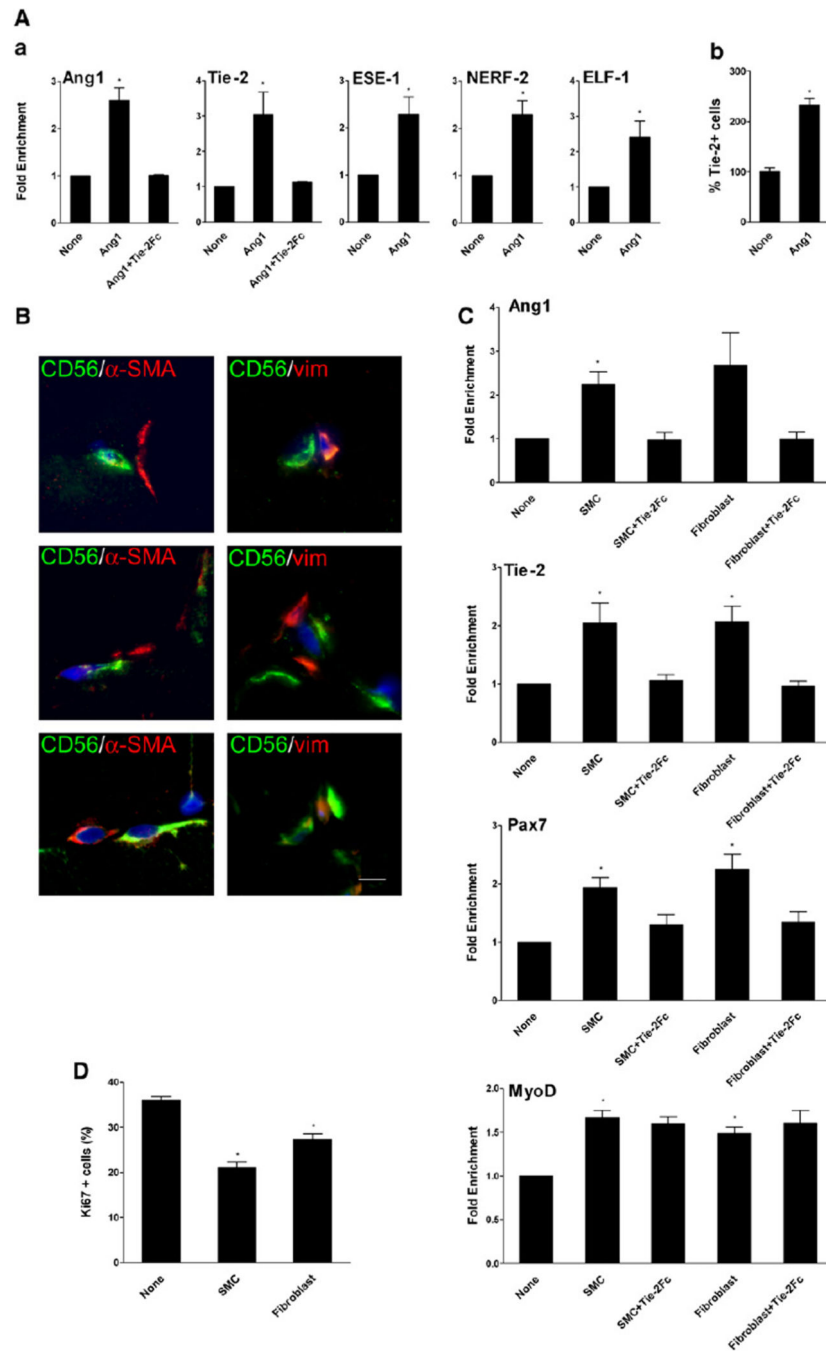 A
a
Ang1
Fold Enrichment
3
2
1
0
None
Ang1
Ang1+Tie-2Fc
*
Tie-2
4
3
2
1
0
None
Ang1
Ang1+Tie-2Fc
*
ESE-1
3
2
1
0
None
Ang1
*
NERF-2
3
2
1
0
None
Ang1
*
ELF-1
4
3
2
1
0
None
Ang1
*
b
% Tie-2+ cells
300
200
100
0
None
Ang1
*
B
CD56/α-SMA
CD56/vim
CD56/α-SMA
CD56/vim
CD56/α-SMA
CD56/vim
C
Ang1
Fold Enrichment
4
3
2
1
0
None
SMC
SMC+Tie-2Fc
Fibroblast
Fibroblast+Tie-2Fc
*
Tie-2
Fold Enrichment
3
2
1
0
None
SMC
SMC+Tie-2Fc
Fibroblast
Fibroblast+Tie-2Fc
*
*
Pax7
Fold Enrichment
3
2
1
0
None
SMC
SMC+Tie-2Fc
Fibroblast
Fibroblast+Tie-2Fc
*
*
MyoD
Fold Enrichment
2.0
1.5
1.0
0.5
0.0
None
SMC
SMC+Tie-2Fc
Fibroblast
Fibroblast+Tie-2Fc
*
*
D
Ki67 + cells (%)
40
30
20
10
0
None
SMC
Fibroblast
*
*